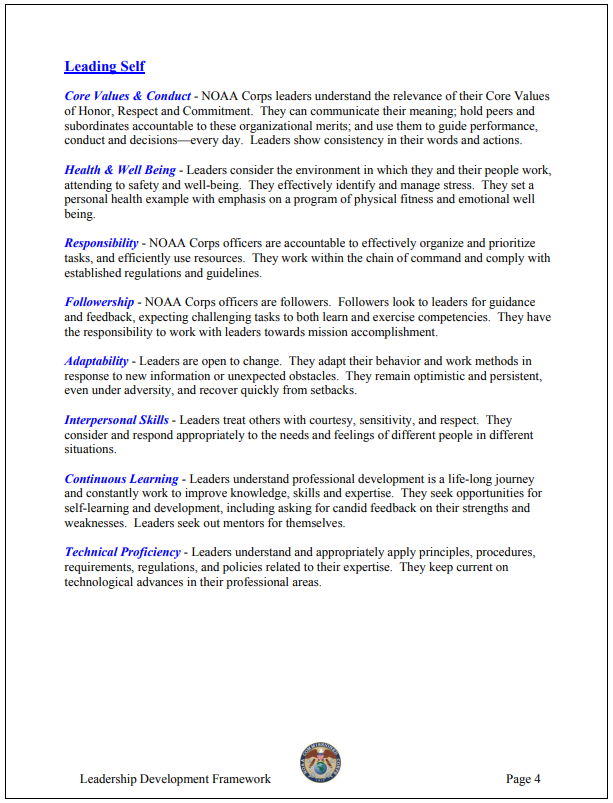 Leading Self
Core Values & Conduct - NOAA Corps leaders understand the relevance of their Core Values
of Honor, Respect and Commitment.  They can communicate their meaning; hold peers and
subordinates accountable to these organizational merits; and use them to guide performance,
conduct and decisions—every day.  Leaders show consistency in their words and actions.
Health & Well Being - Leaders consider the environment in which they and their people work,
attending to safety and well-being.  They effectively identify and manage stress.  They set a
personal health example with emphasis on a program of physical fitness and emotional well
being.
Responsibility - NOAA Corps officers are accountable to effectively organize and prioritize
tasks, and efficiently use resources.  They work within the chain of command and comply with
established regulations and guidelines.
Followership - NOAA Corps officers are followers.  Followers look to leaders for guidance
and feedback, expecting challenging tasks to both learn and exercise competencies.  They have
the responsibility to work with leaders towards mission accomplishment.
Adaptability - Leaders are open to change.  They adapt their behavior and work methods in
response to new information or unexpected obstacles.  They remain optimistic and persistent,
even under adversity, and recover quickly from setbacks.
Interpersonal Skills - Leaders treat others with courtesy, sensitivity, and respect.  They
consider and respond appropriately to the needs and feelings of different people in different
situations.
Continuous Learning - Leaders understand professional development is a life-long journey
and constantly work to improve knowledge, skills and expertise.  They seek opportunities for
self-learning and development, including asking for candid feedback on their strengths and
weaknesses.  Leaders seek out mentors for themselves.
Technical Proficiency - Leaders understand and appropriately apply principles, procedures,
requirements, regulations, and policies related to their expertise.  They keep current on
technological advances in their professional areas.
Leadership Development Framework
Page 4